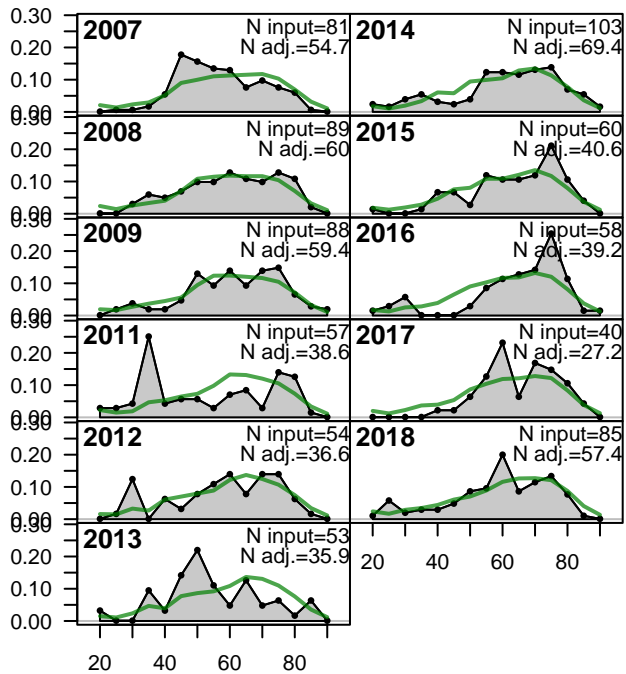 0.30
0.20
0.10
0.00
2007
N input=81
N adj.=54.7
0.30
0.20
0.10
0.00
2008
N input=89
N adj.=60
0.30
0.20
0.10
0.00
2009
N input=88
N adj.=59.4
0.30
0.20
0.10
0.00
2011
N input=57
N adj.=38.6
0.30
0.20
0.10
0.00
2012
N input=54
N adj.=36.6
0.30
0.20
0.10
0.00
2013
N input=53
N adj.=35.9
20 40 60 80
2014
N input=103
N adj.=69.4
2015
N input=60
N adj.=40.6
2016
N input=58
N adj.=39.2
2017
N input=40
N adj.=27.2
2018
N input=85
N adj.=57.4
20 40 60 80